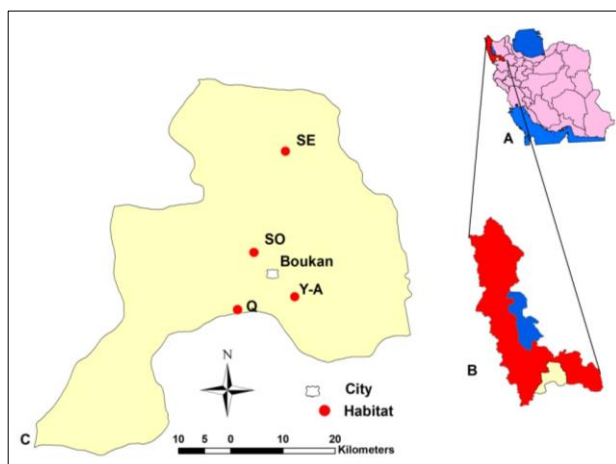 SE
SO
Boukan
Y-A
Q
N
City
Habitat
C
10 5 0 10 20
Kilometers
A
B